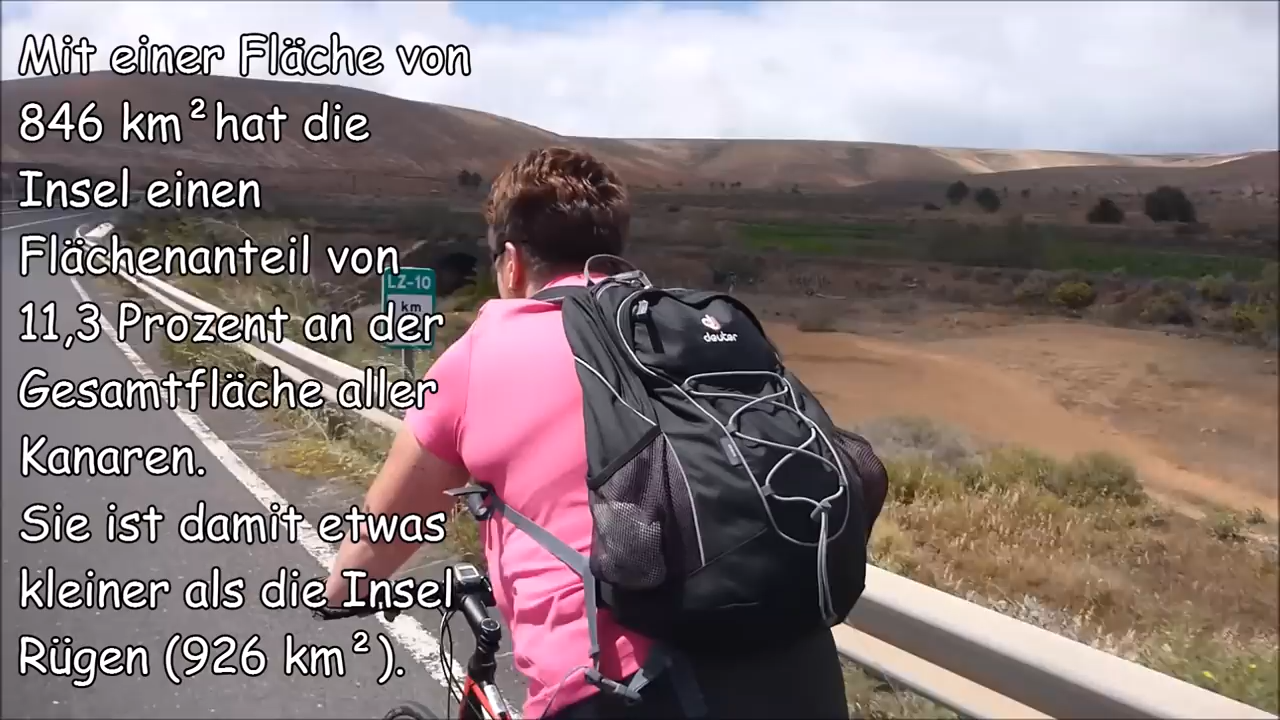 Mit einer Fläche von
846 km² hat die
Insel einen
Flächenanteil von
11,3 Prozent an der
Gesamtfläche aller
Kanaren.
Sie ist damit etwas
kleiner als die Insel
Rügen (926 km²).
LZ-10
km
deuter